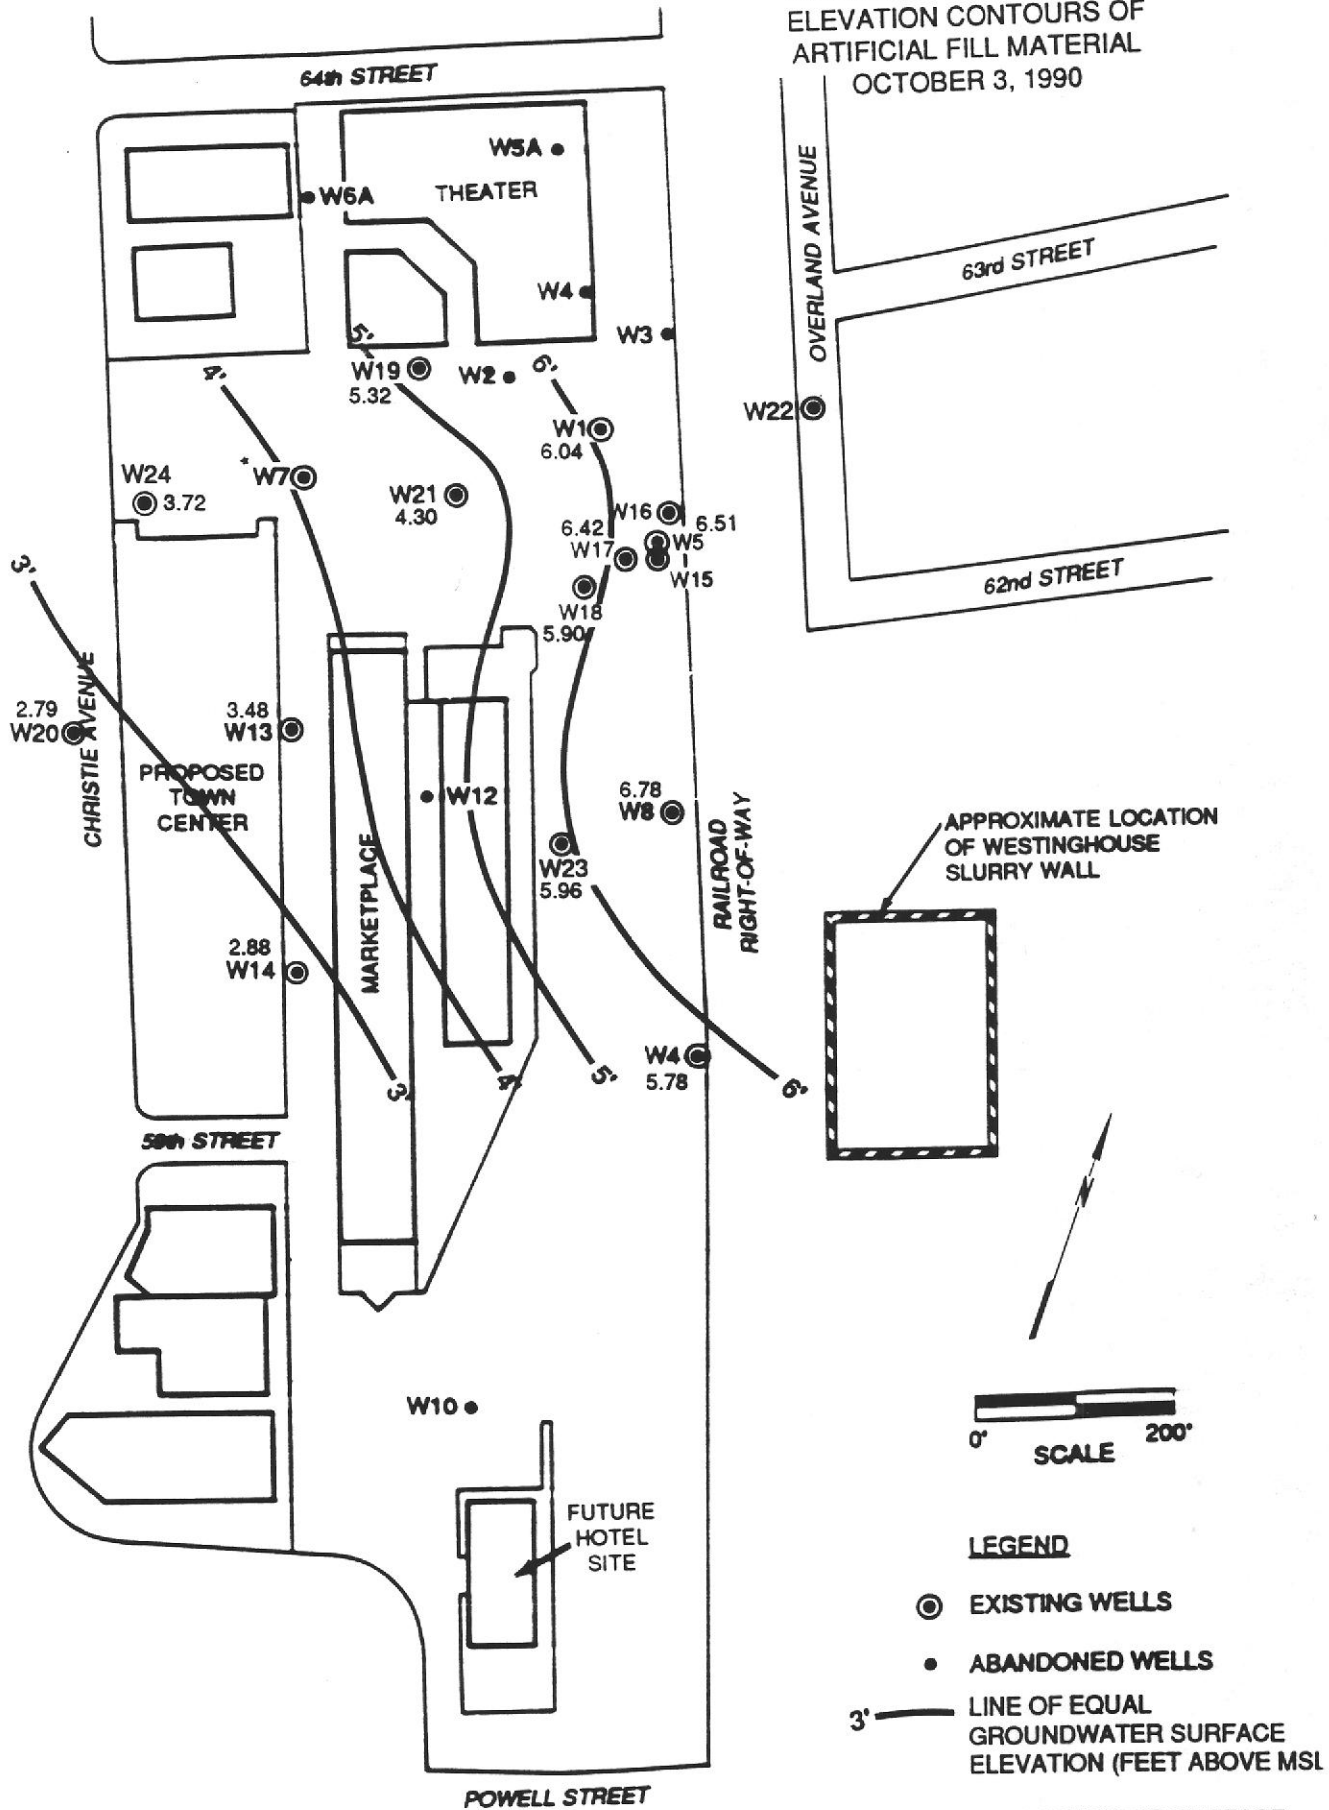 ELEVATION CONTOURS OF
ARTIFICIAL FILL MATERIAL
OCTOBER 3, 1990
64th STREET
W5A
THEATER
W6A
OVERLAND AVENUE
63rd STREET
W4
W3
5'
W19
5.32
W2
6'
4'
W22
W1
6.04
W24
3.72
*
W7
W21
4.30
W16
6.51
6.42
W5
W17
W15
3'
62nd STREET
W18
5.90
CHRISTIE AVENUE
2.79
W20
3.48
W13
PROPOSED
TOWN
CENTER
W12
6.78
W8
RAILROAD
RIGHT-OF-WAY
APPROXIMATE LOCATION
OF WESTINGHOUSE
SLURRY WALL
W23
5.96
MARKETPLACE
2.88
W14
W4
5.78
3'
4'
5'
6'
59th STREET
N
W10
0'
200'
SCALE
FUTURE
HOTEL
SITE
LEGEND
EXISTING WELLS
ABANDONED WELLS
3'
LINE OF EQUAL
GROUNDWATER SURFACE
ELEVATION (FEET ABOVE MSL
POWELL STREET